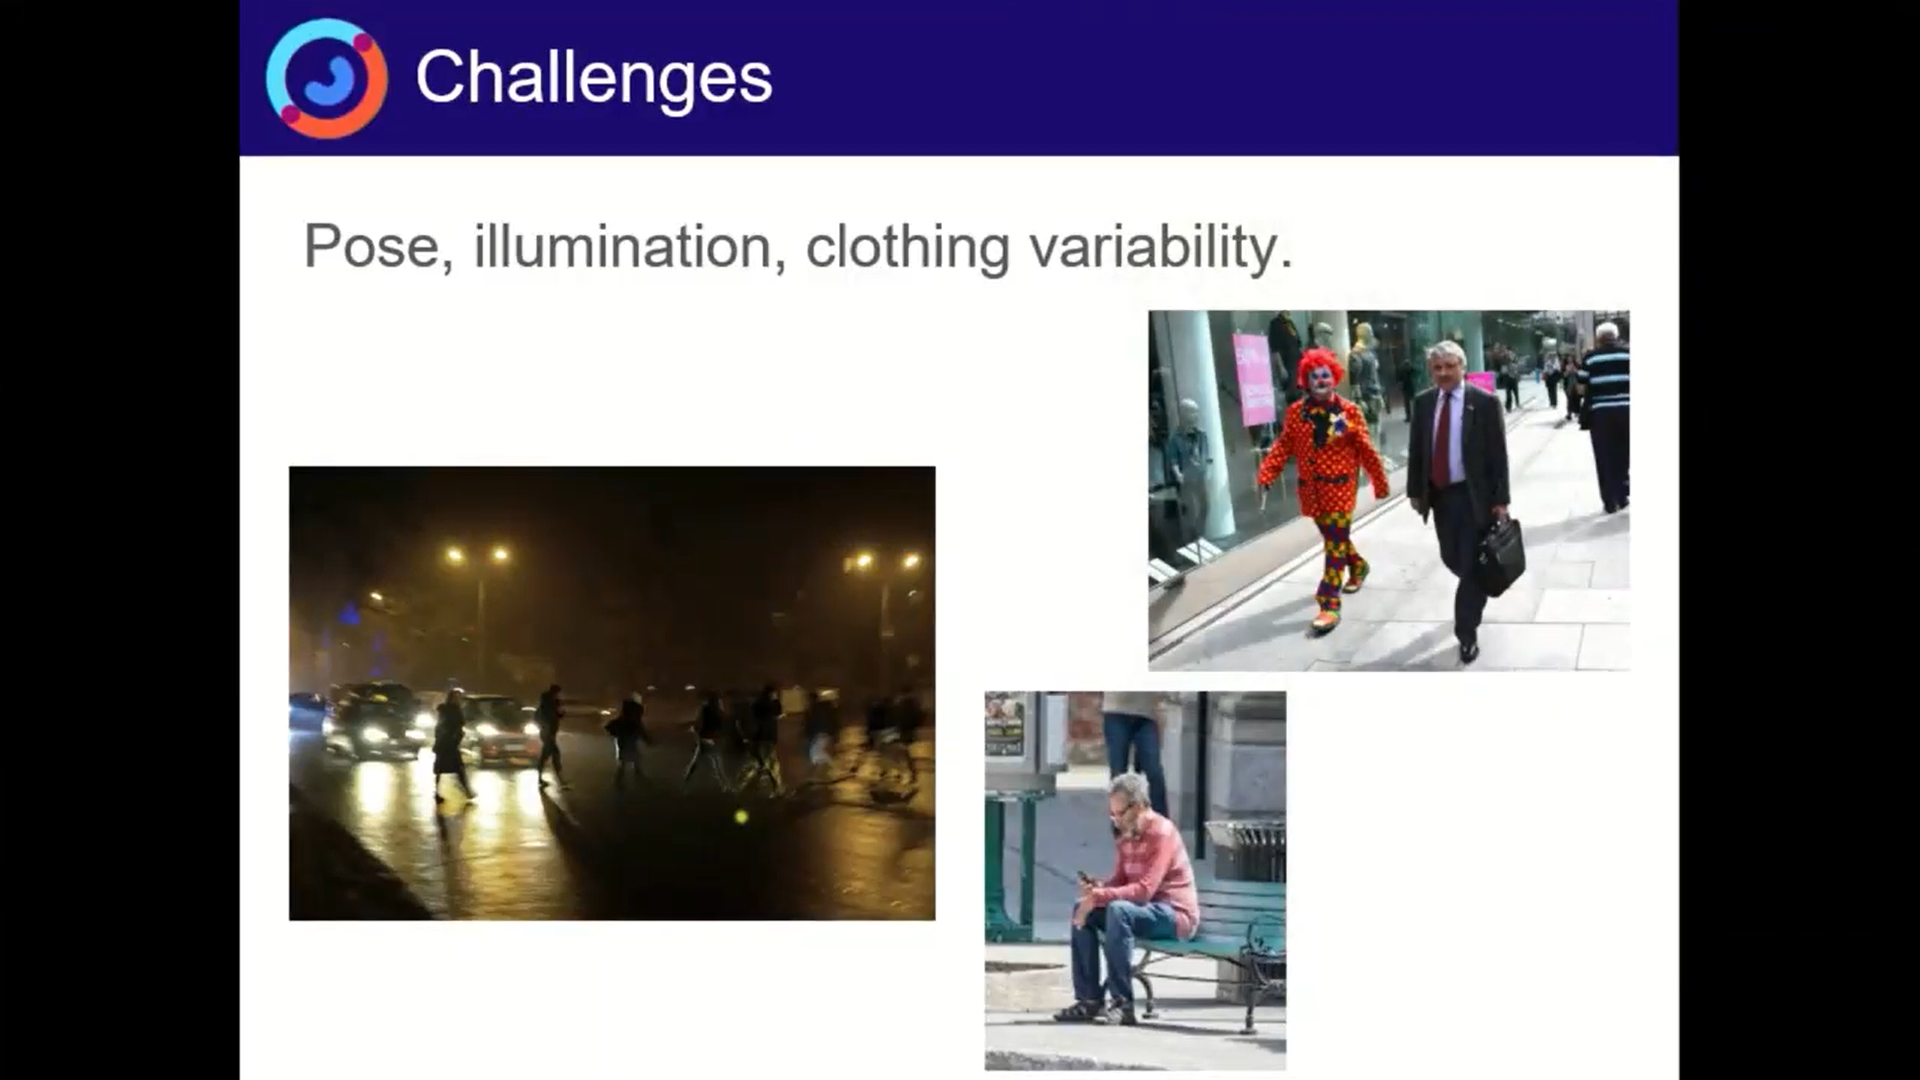 Challenges
Pose, illumination, clothing variability.